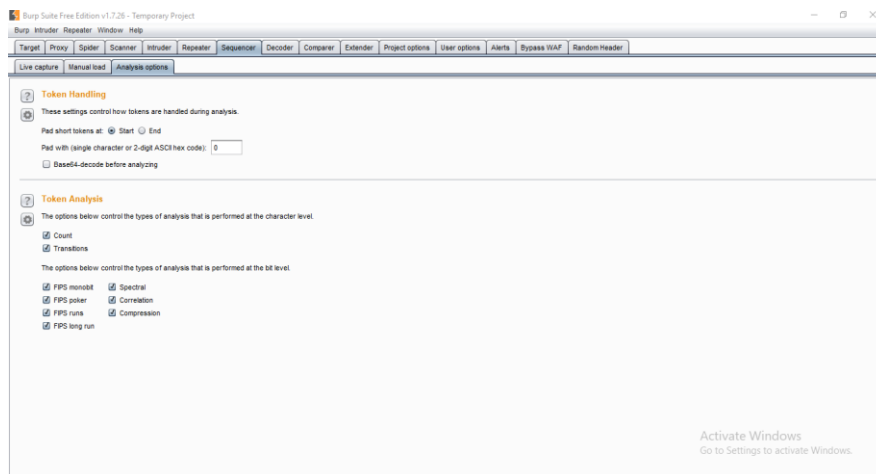 Burp Suite Free Edition v1.7.26 - Temporary Project
Burp Intruder Repeater Window Help
Target Proxy Spider Scanner Intruder Repeater Sequencer Decoder Comparer Extender Project options User options Alerts Bypass WAF Random Header
Live capture Manual load Analysis options
? Token Handling
These settings control how tokens are handled during analysis.
Pad short tokens at: Start End
Pad with (single character or 2-digit ASCII hex code): 0
Base64-decode before analyzing
? Token Analysis
The options below control the types of analysis that is performed at the character level.
Count
Transitions
The options below control the types of analysis that is performed at the bit level.
FIPS monobit Spectral
FIPS poker Correlation
FIPS runs Compression
FIPS long run
Activate Windows
Go to Settings to activate Windows.